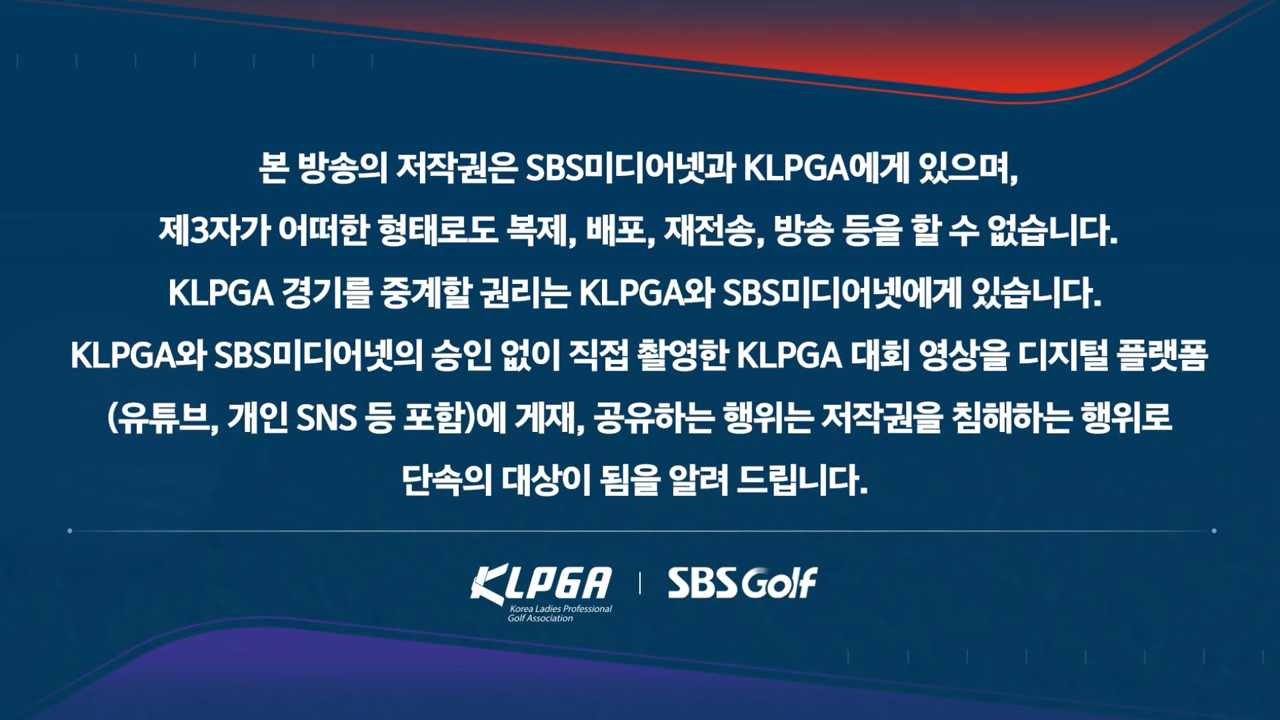 본 방송의 저작권은 SBS미디어넷과 KLPGA에게 있으며,
제3자가 어떠한 형태로도 복제, 배포, 재전송, 방송 등을 할 수 없습니다.
KLPGA 경기를 중계할 권리는 KLPGA와 SBS미디어넷에게 있습니다.
KLPGA와 SBS미디어넷의 승인 없이 직접 촬영한 KLPGA 대회 영상을 디지털 플랫폼
(유튜브, 개인 SNS 등 포함)에 게재, 공유하는 행위는 저작권을 침해하는 행위로
단속의 대상이 됨을 알려 드립니다.
KLPGA
Korea Ladies Professional
Golf Association
SBS Golf